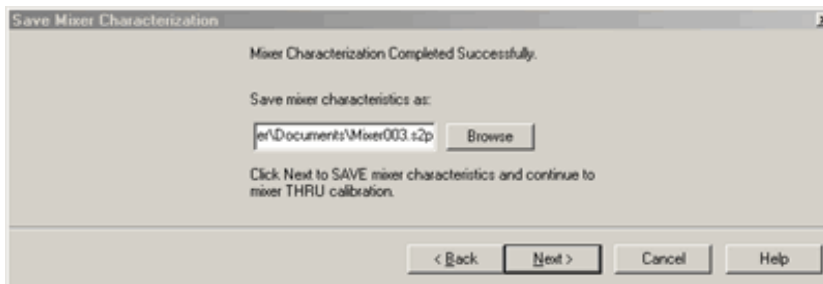 Save Mixer Characterization
Mixer Characterization Completed Successfully.
Save mixer characteristics as:
er\Documents\Mixer003.s2p
Browse
Click Next to SAVE mixer characteristics and continue to
mixer THRU calibration.
< Back
Next >
Cancel
Help